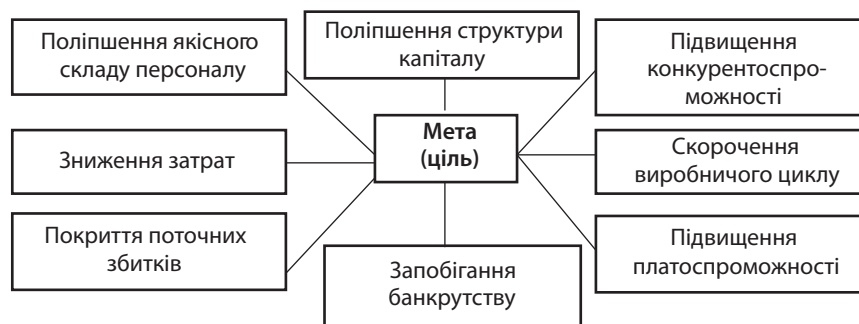 Поліпшення якісного
складу персоналу
Поліпшення структури
капіталу
Підвищення
конкурентоспро-
можності
Мета
(ціль)
Зниження затрат
Скорочення
виробничого циклу
Покриття поточних
збитків
Запобігання
банкрутству
Підвищення
платоспроможності